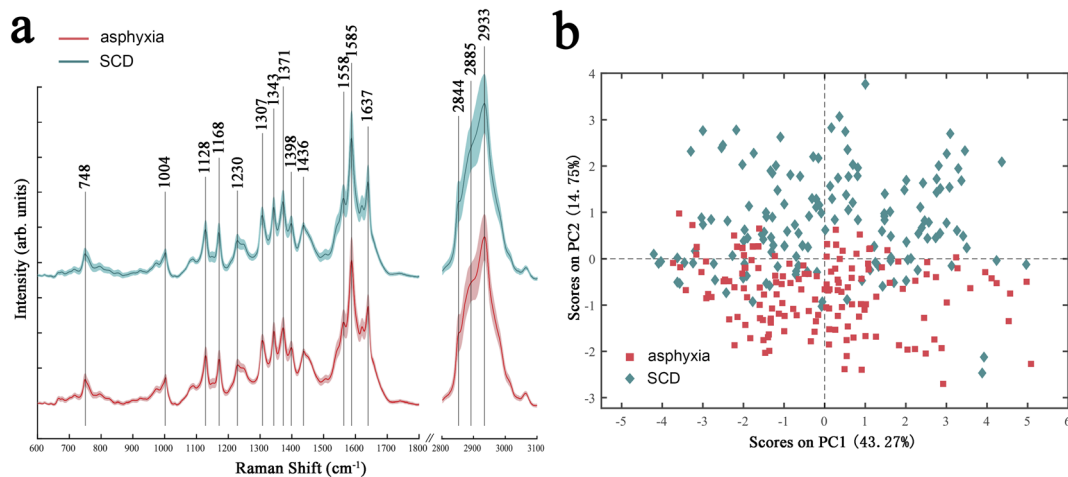 a
asphyxia
SCD
748
1004
1128
1168
1230
1307
1343
1371
1398
1436
1558
1585
1637
2844
2885
2933
Intensity (arb. units)
600 700 800 900 1000 1100 1200 1300 1400 1500 1600 1700 1800 // 2800 2900 3000 3100
Raman Shift (cm⁻¹)
b
4
3
2
1
0
-1
-2
-3
Scores on PC2 (14.75%)
asphyxia
SCD
-5 -4 -3 -2 -1 0 1 2 3 4 5 6
Scores on PC1 (43.27%)